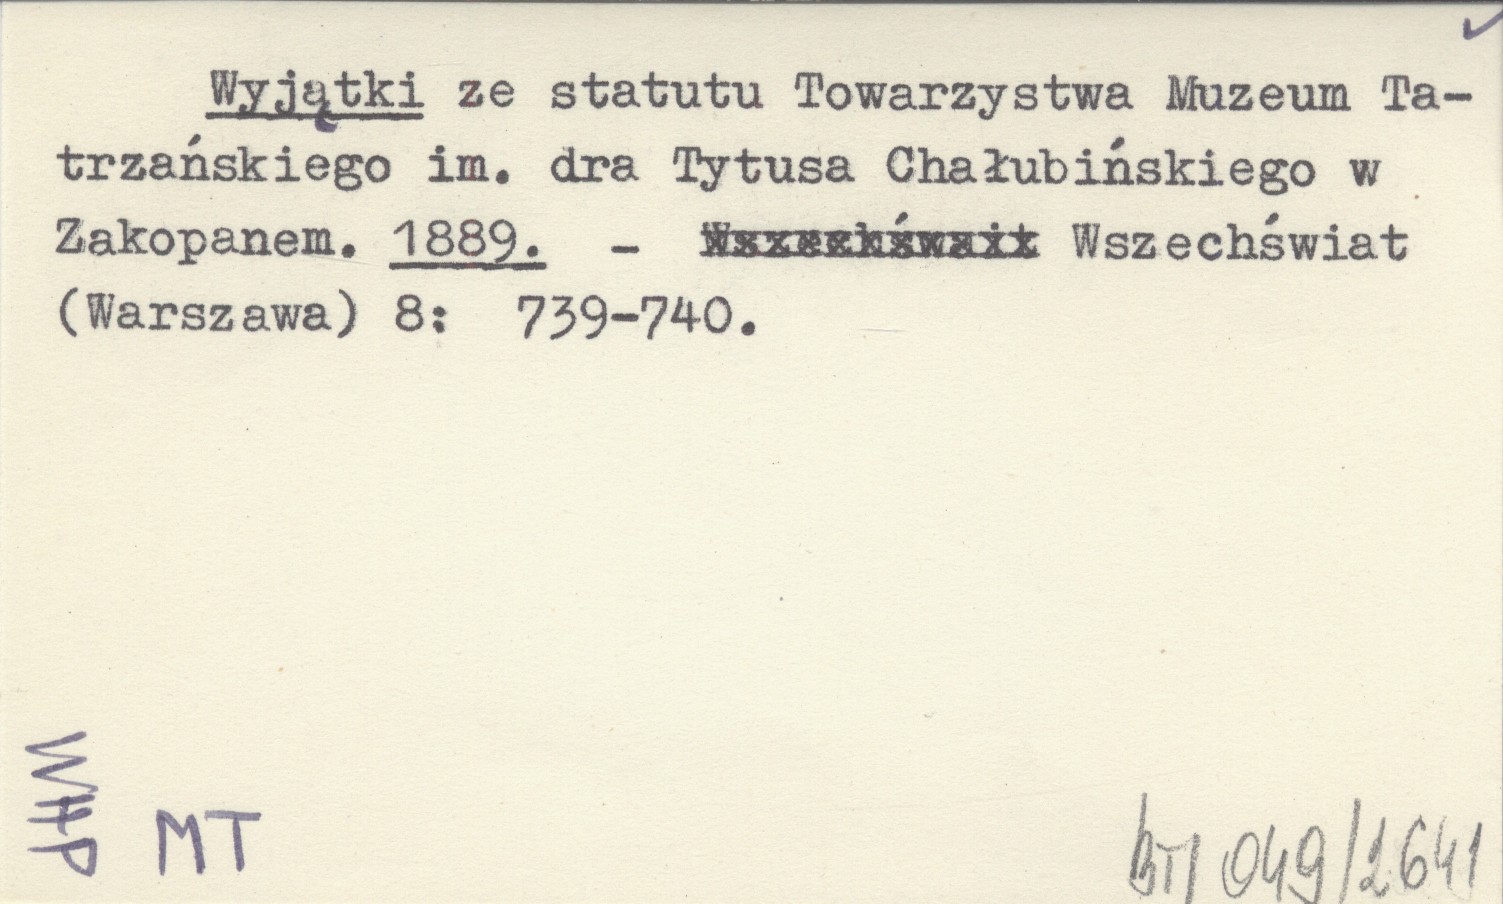 Wyjątki ze statutu Towarzystwa Muzeum Ta-
trzańskiego im. dra Tytusa Chałubińskiego w
Zakopanem. 1889. - Wszechświat
(Warszawa) 8: 739-740.
WHP
MT
049/2641